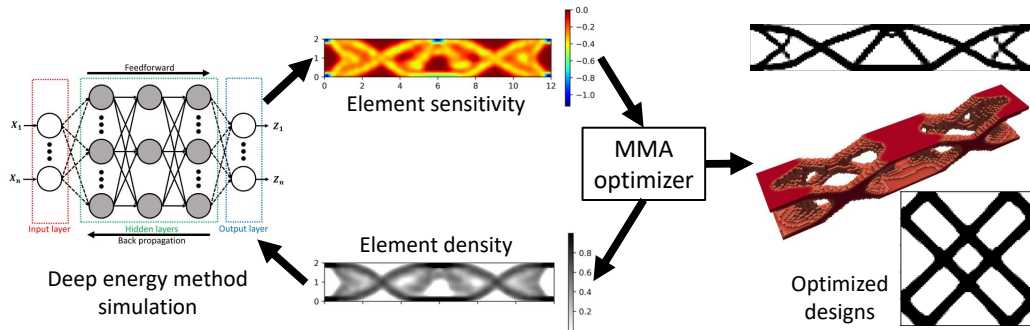 Feedforward
X1
Xn
Z1
Zn
Input layer
Hidden layers
Output layer
Back propagation
Deep energy method
simulation
2
1
0
0 2 4 6 8 10 12
Element sensitivity
0.0
−0.2
−0.4
−0.6
−0.8
−1.0
Element density
2
1
0
0.8
0.6
0.4
0.2
MMA
optimizer
Optimized
designs